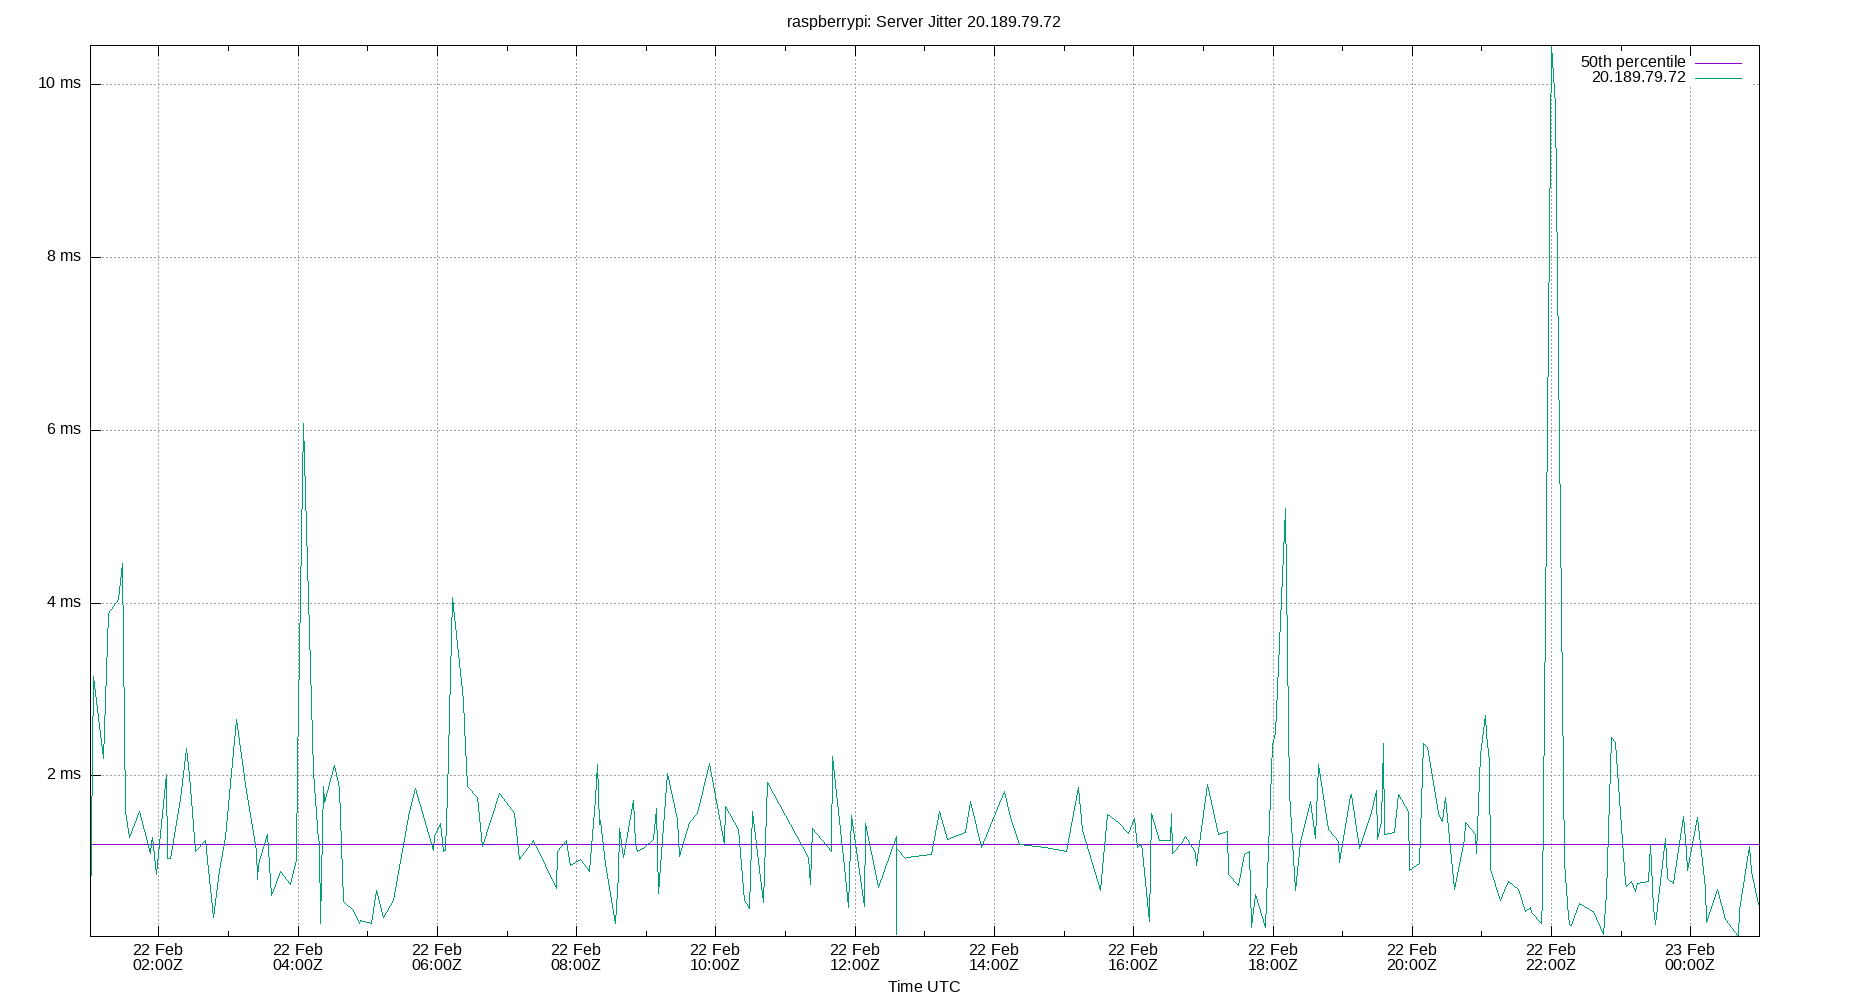 raspberrypi: Server Jitter 20.189.79.72
50th percentile
20.189.79.72
10 ms
8 ms
6 ms
4 ms
2 ms
22 Feb 22 Feb 22 Feb 22 Feb 22 Feb 22 Feb 22 Feb 22 Feb 22 Feb 22 Feb 22 Feb 23 Feb
02:00Z 04:00Z 06:00Z 08:00Z 10:00Z 12:00Z 14:00Z 16:00Z 18:00Z 20:00Z 22:00Z 00:00Z
Time UTC